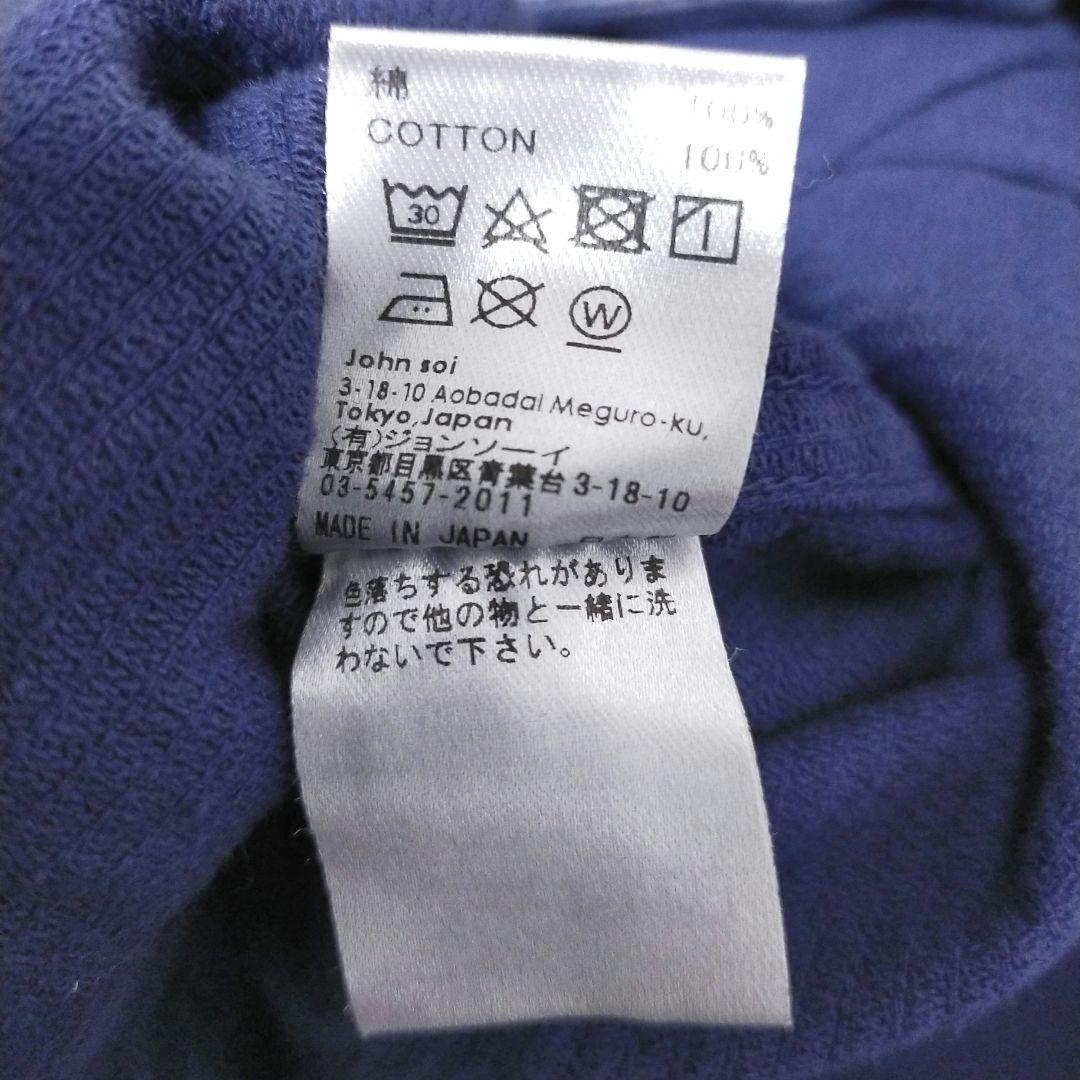 綿 100%
COTTON 100%
30
W
John soi
3-18-10 Aobadai Meguro-ku,
Tokyo,Japan
(有)ジョンソーイ
東京都目黒区青葉台3-18-10
03-5457-2011
MADE IN JAPAN
色落ちする恐れがありま
すので他の物と一緒に洗
わないで下さい。